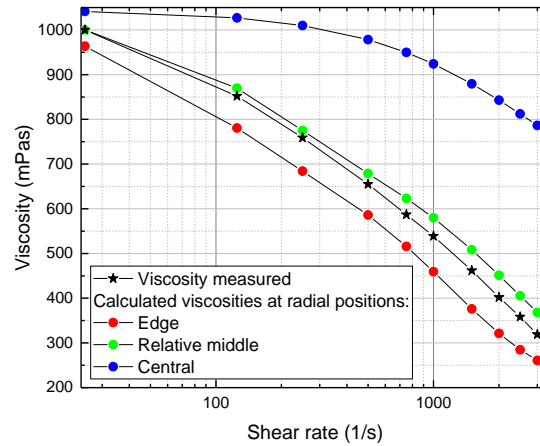 1000
900
800
700
600
500
400
300
200
Viscosity (mPas)
Viscosity measured
Calculated viscosities at radial positions:
Edge
Relative middle
Central
100
1000
Shear rate (1/s)